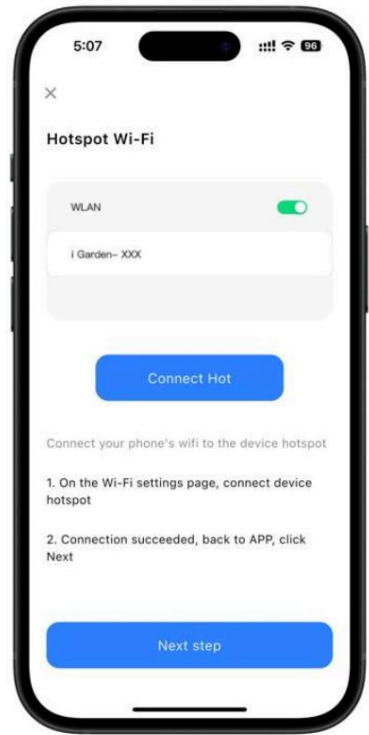 5:07
96
Hotspot Wi-Fi
WLAN
i Garden– XXX
Connect Hot
Connect your phone's wifi to the device hotspot
1. On the Wi-Fi settings page, connect device
hotspot
2. Connection succeeded, back to APP, click
Next
Next step